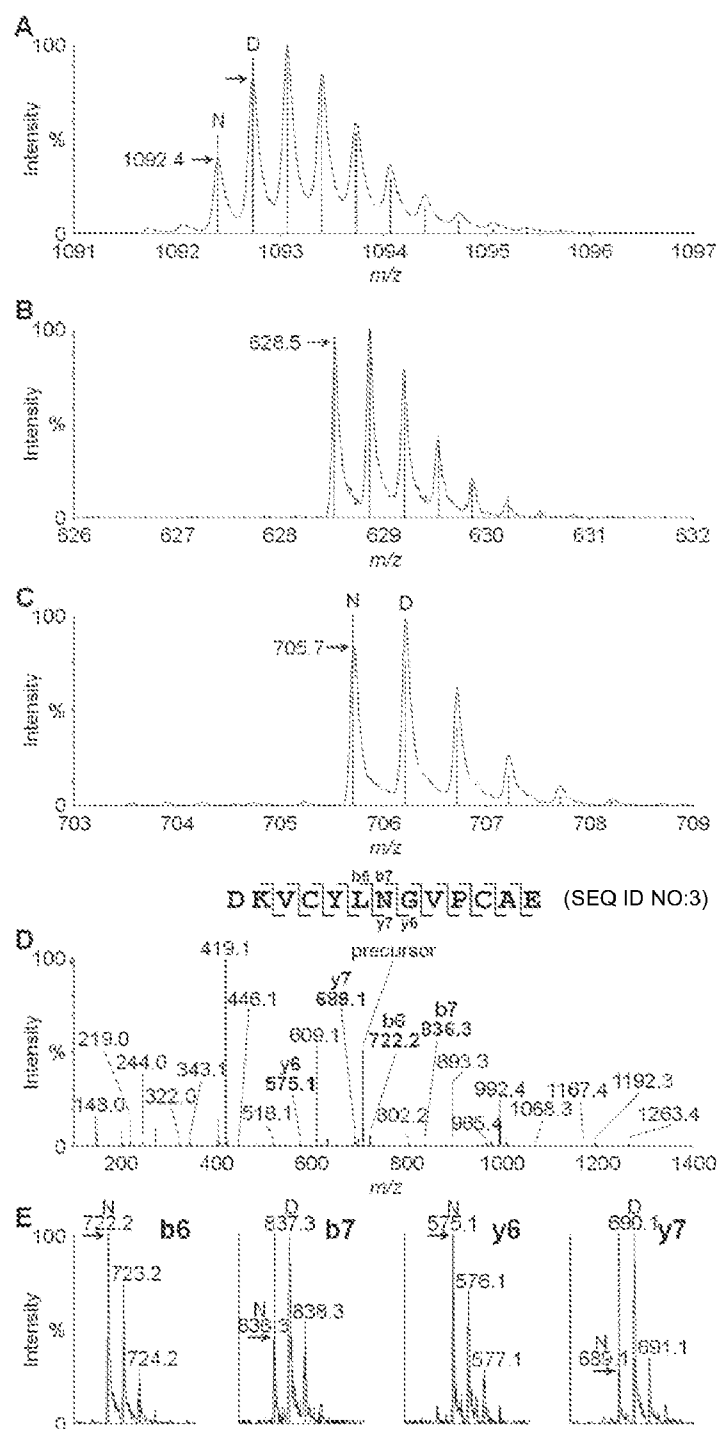 A
100
D
N
Intensity
%
1092.4
0
1091 1092 1093 1094 1095 1096 1097
m/z
B
100
628.5
Intensity
%
0
626 627 628 629 630 631 632
m/z
C
100
N D
705.7
Intensity
%
0
703 704 705 706 707 708 709
m/z
b6 b7
DKVCYLNGVPCAE (SEQ ID NO:3)
y7 y6
D
100
419.1
precursor
446.1
y7
689.1
b6
722.2
b7
836.3
219.0
244.0
343.1
609.1
893.3
Intensity
%
y6
575.1
322.0
992.4
1167.4
1192.3
148.0
518.1
802.2
965.4
1068.3
1263.4
0
200 400 600 800 1000 1200 1400
m/z
E
N
722.2
b6
D
837.3
b7
N
575.1
y6
D
690.1
y7
100
723.2
576.1
Intensity
%
N
836.3
838.3
N
689.1
691.1
724.2
577.1
0